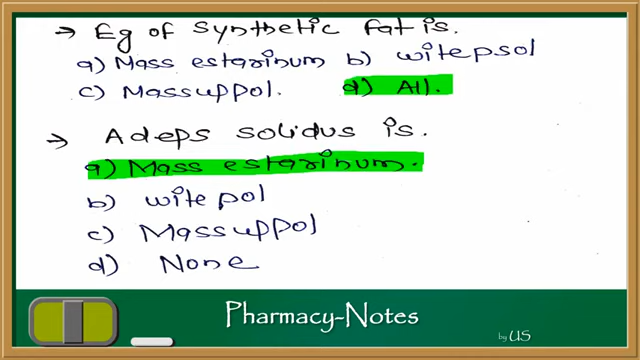 → Eg of Synthetic Fat is.
a) Mass estarinum b) witepsol
c) Massuppol. d) All.
→ Adeps solidus is.
a) Mass estarinum.
b) witepol
c) Massuppol
d) None
Pharmacy-Notes
by US